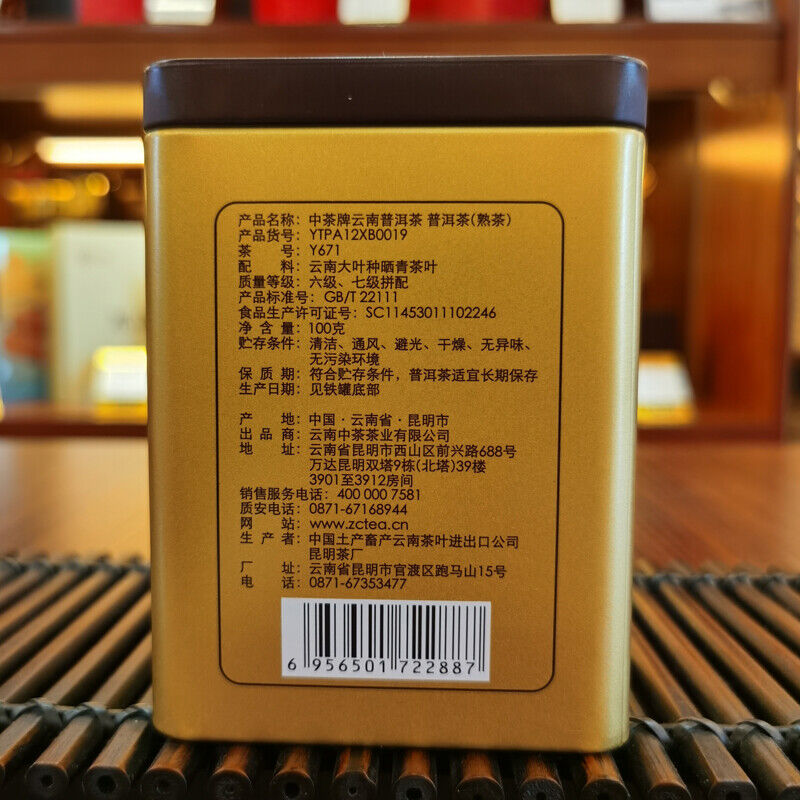 产品名称：中茶牌云南普洱茶 普洱茶(熟茶)
产品货号：YTPA12XB0019
茶 号：Y671
配 料：云南大叶种晒青茶叶
质量等级：六级、七级拼配
产品标准号：GB/T 22111
食品生产许可证号：SC11453011102246
净 含 量：100克
贮存条件：清洁、通风、避光、干燥、无异味、
无污染环境
保 质 期：符合贮存条件，普洱茶适宜长期保存
生产日期：见铁罐底部
产 地：中国·云南省·昆明市
出 品 商：云南中茶茶业有限公司
地 址：云南省昆明市西山区前兴路688号
万达昆明双塔9栋(北塔)39楼
3901至3912房间
销售服务电话：400 000 7581
质安电话：0871-67168944
网 站：www.zctea.cn
生 产 者：中国土产畜产云南茶叶进出口公司
昆明茶厂
厂 址：云南省昆明市官渡区跑马山15号
电 话：0871-67353477
6 956501 722887